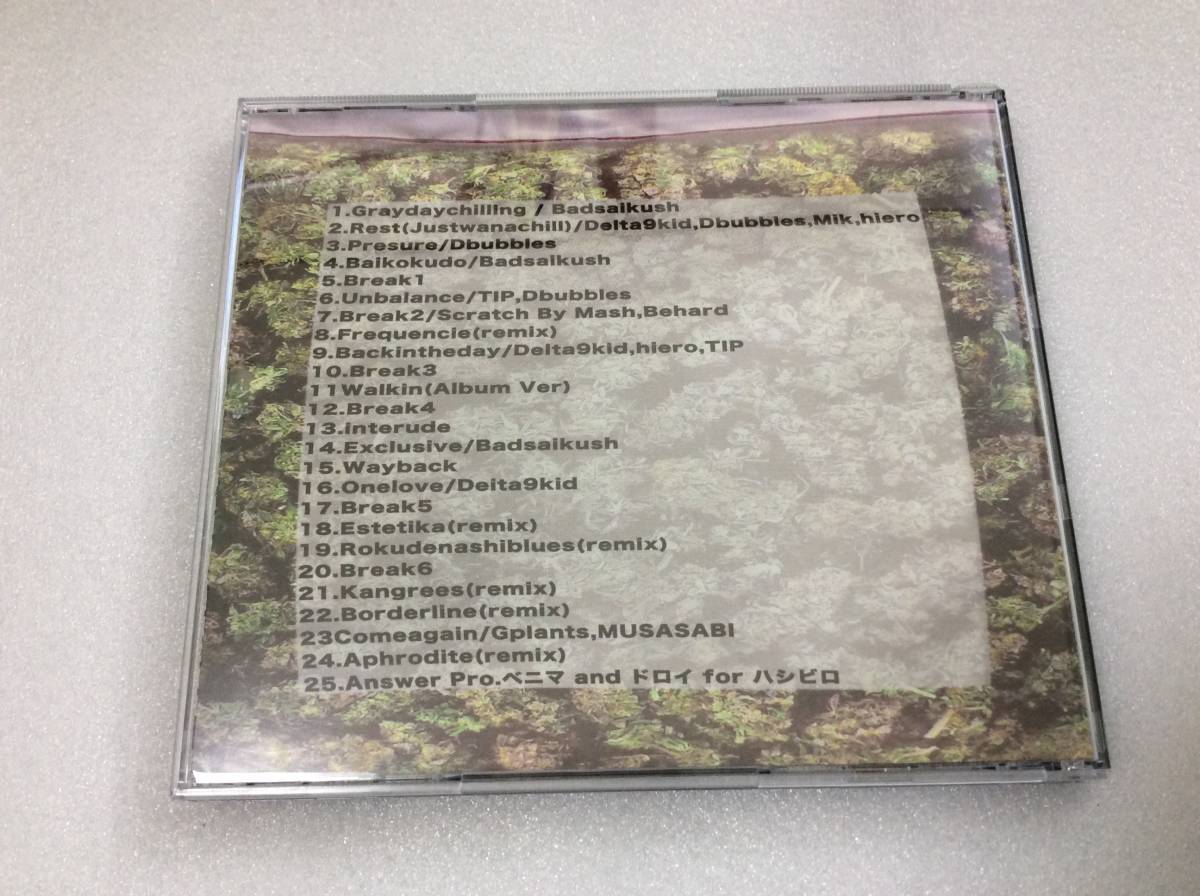 1.Graydaychilling / Badsaikush
2.Rest(Justwanachill)/Delta9kid,Dbubbles,Mik,hiero
3.Presure/Dbubbles
4.Baikokudo/Badsaikush
5.Break1
6.Unbalance/TIP,Dbubbles
7.Break2/Scratch By Mash,Behard
8.Frequencie(remix)
9.Backintheday/Delta9kid,hiero,TIP
10.Break3
11Walkin(Album Ver)
12.Break4
13.interude
14.Exclusive/Badsaikush
15.Wayback
16.Onelove/Delta9kid
17.Break5
18.Estetika(remix)
19.Rokudenashiblues(remix)
20.Break6
21.Kangrees(remix)
22.Borderline(remix)
23Comeagain/Gplants,MUSASABI
24.Aphrodite(remix)
25.Answer Pro.ベニマ and ドロイ for ハシビロ